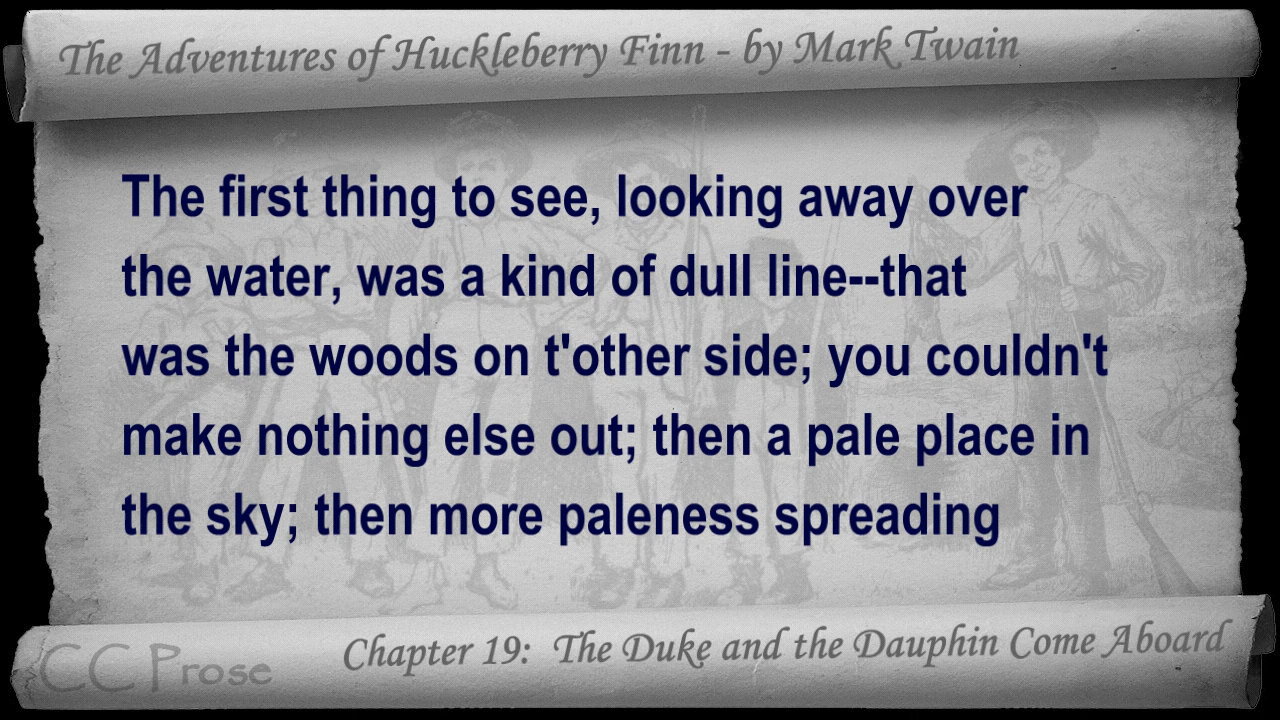 The Adventures of Huckleberry Finn - by Mark Twain
The first thing to see, looking away over
the water, was a kind of dull line--that
was the woods on t'other side; you couldn't
make nothing else out; then a pale place in
the sky; then more paleness spreading
CC Prose
Chapter 19: The Duke and the Dauphin Come Aboard